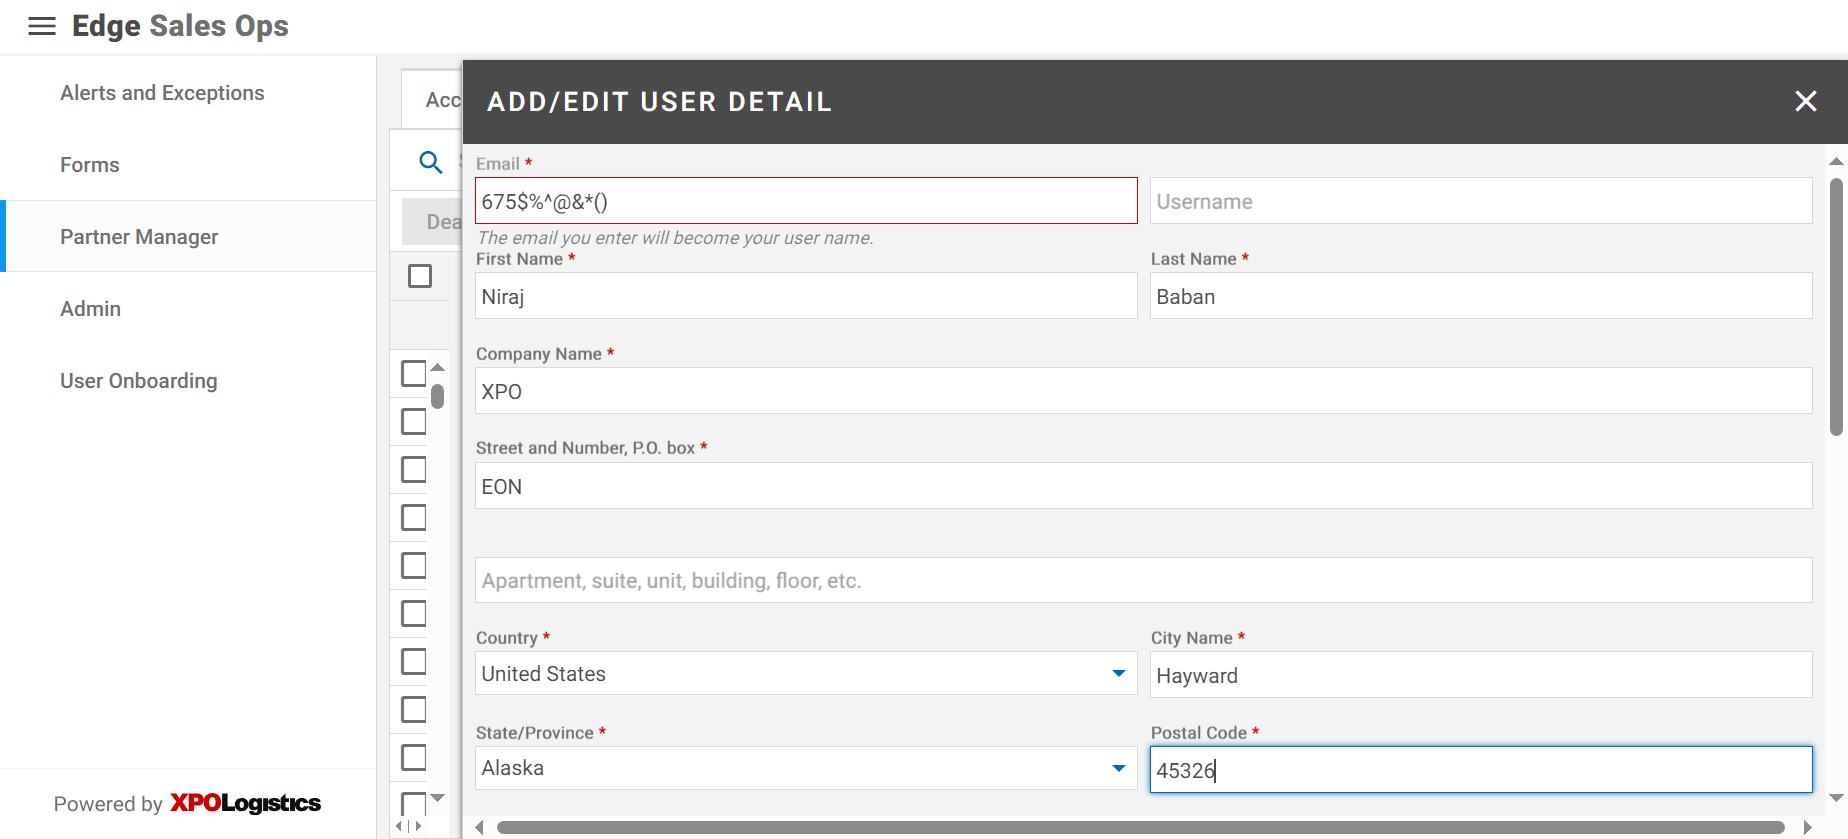 Edge Sales Ops
Alerts and Exceptions
Forms
Partner Manager
Admin
User Onboarding
Powered by XPOLogistics
Acc
Dea
ADD/EDIT USER DETAIL
Email *
675$%^@&*()
Username
The email you enter will become your user name.
First Name *
Last Name *
Niraj
Baban
Company Name *
XPO
Street and Number, P.O. box *
EON
Apartment, suite, unit, building, floor, etc.
Country *
City Name *
United States
Hayward
State/Province *
Postal Code *
Alaska
45326